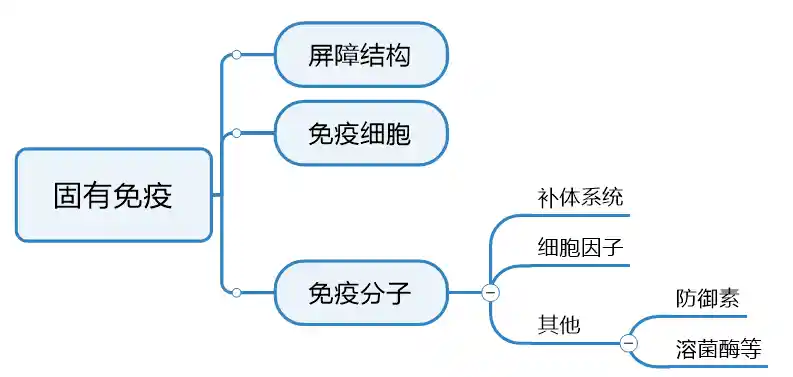 固有免疫
屏障结构
免疫细胞
免疫分子
补体系统
细胞因子
其他
防御素
溶菌酶等